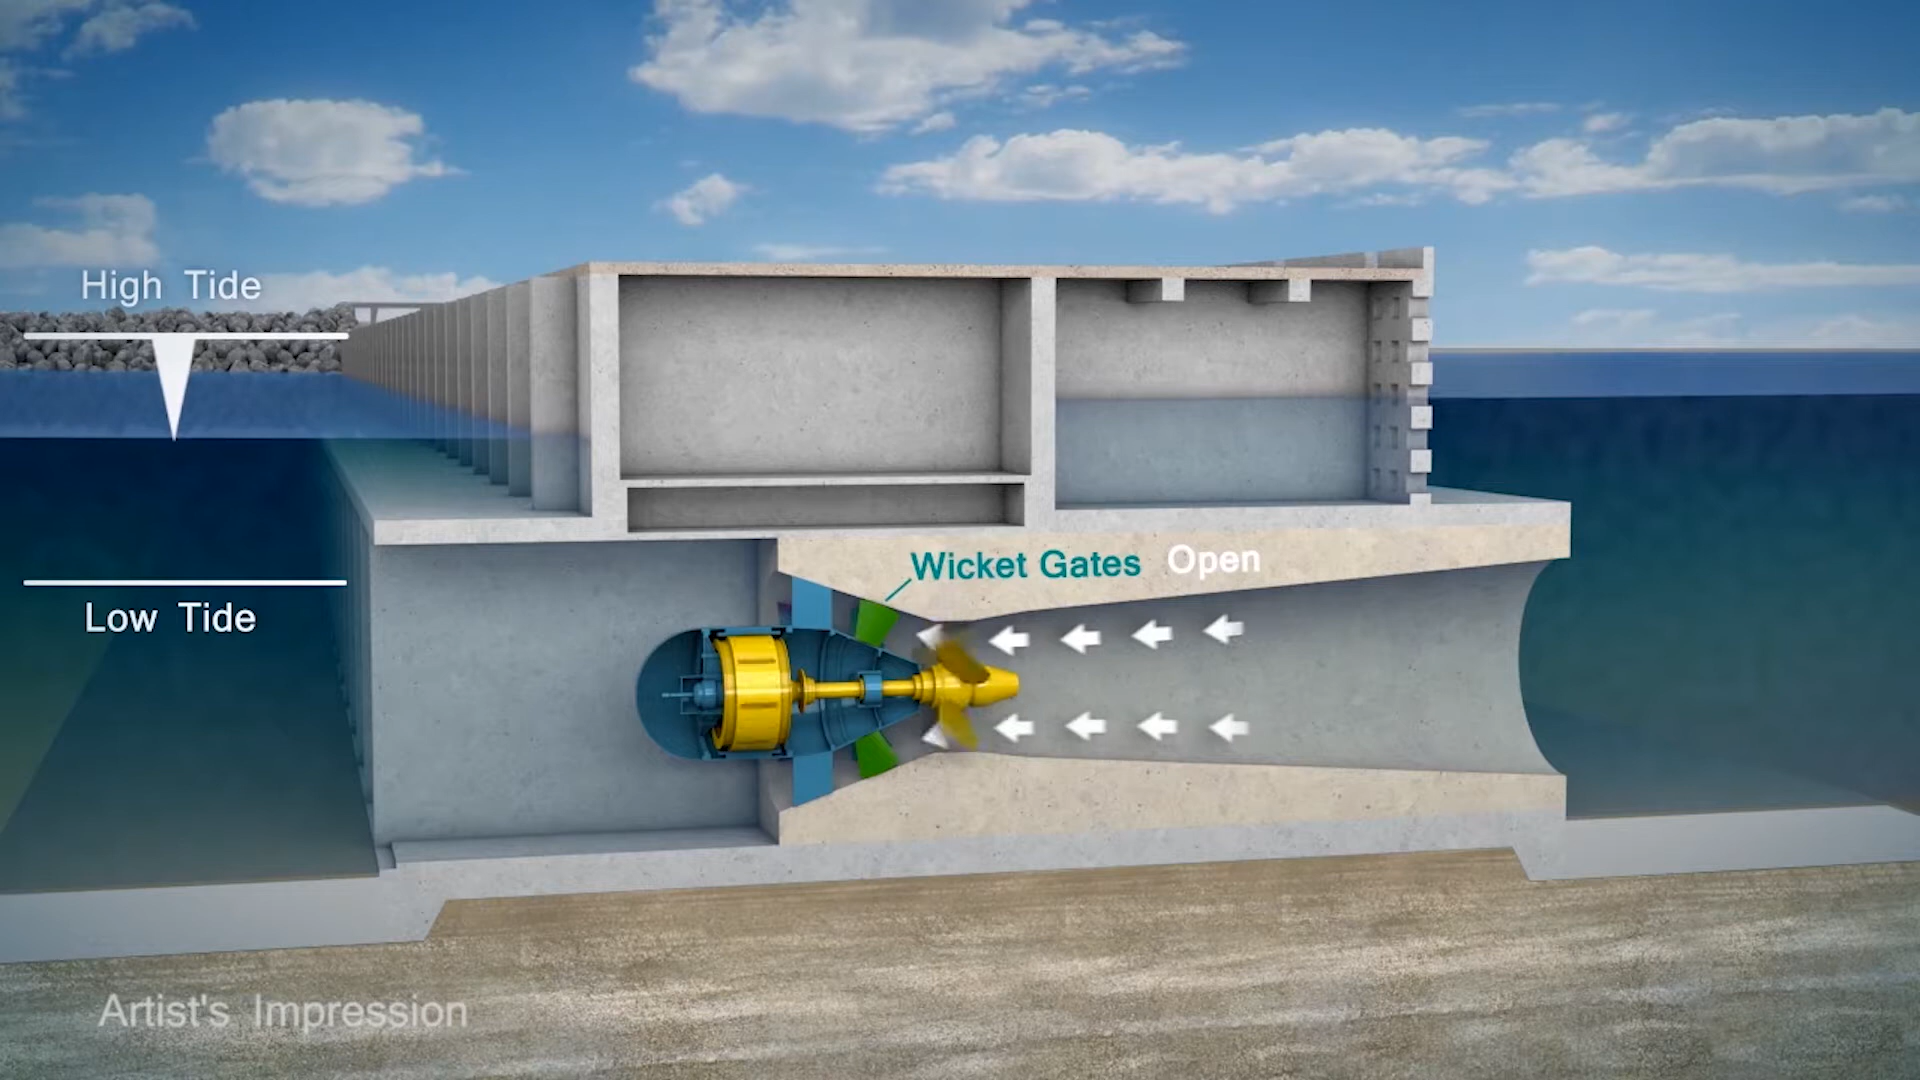 High Tide
Wicket Gates Open
Low Tide
Artist's Impression